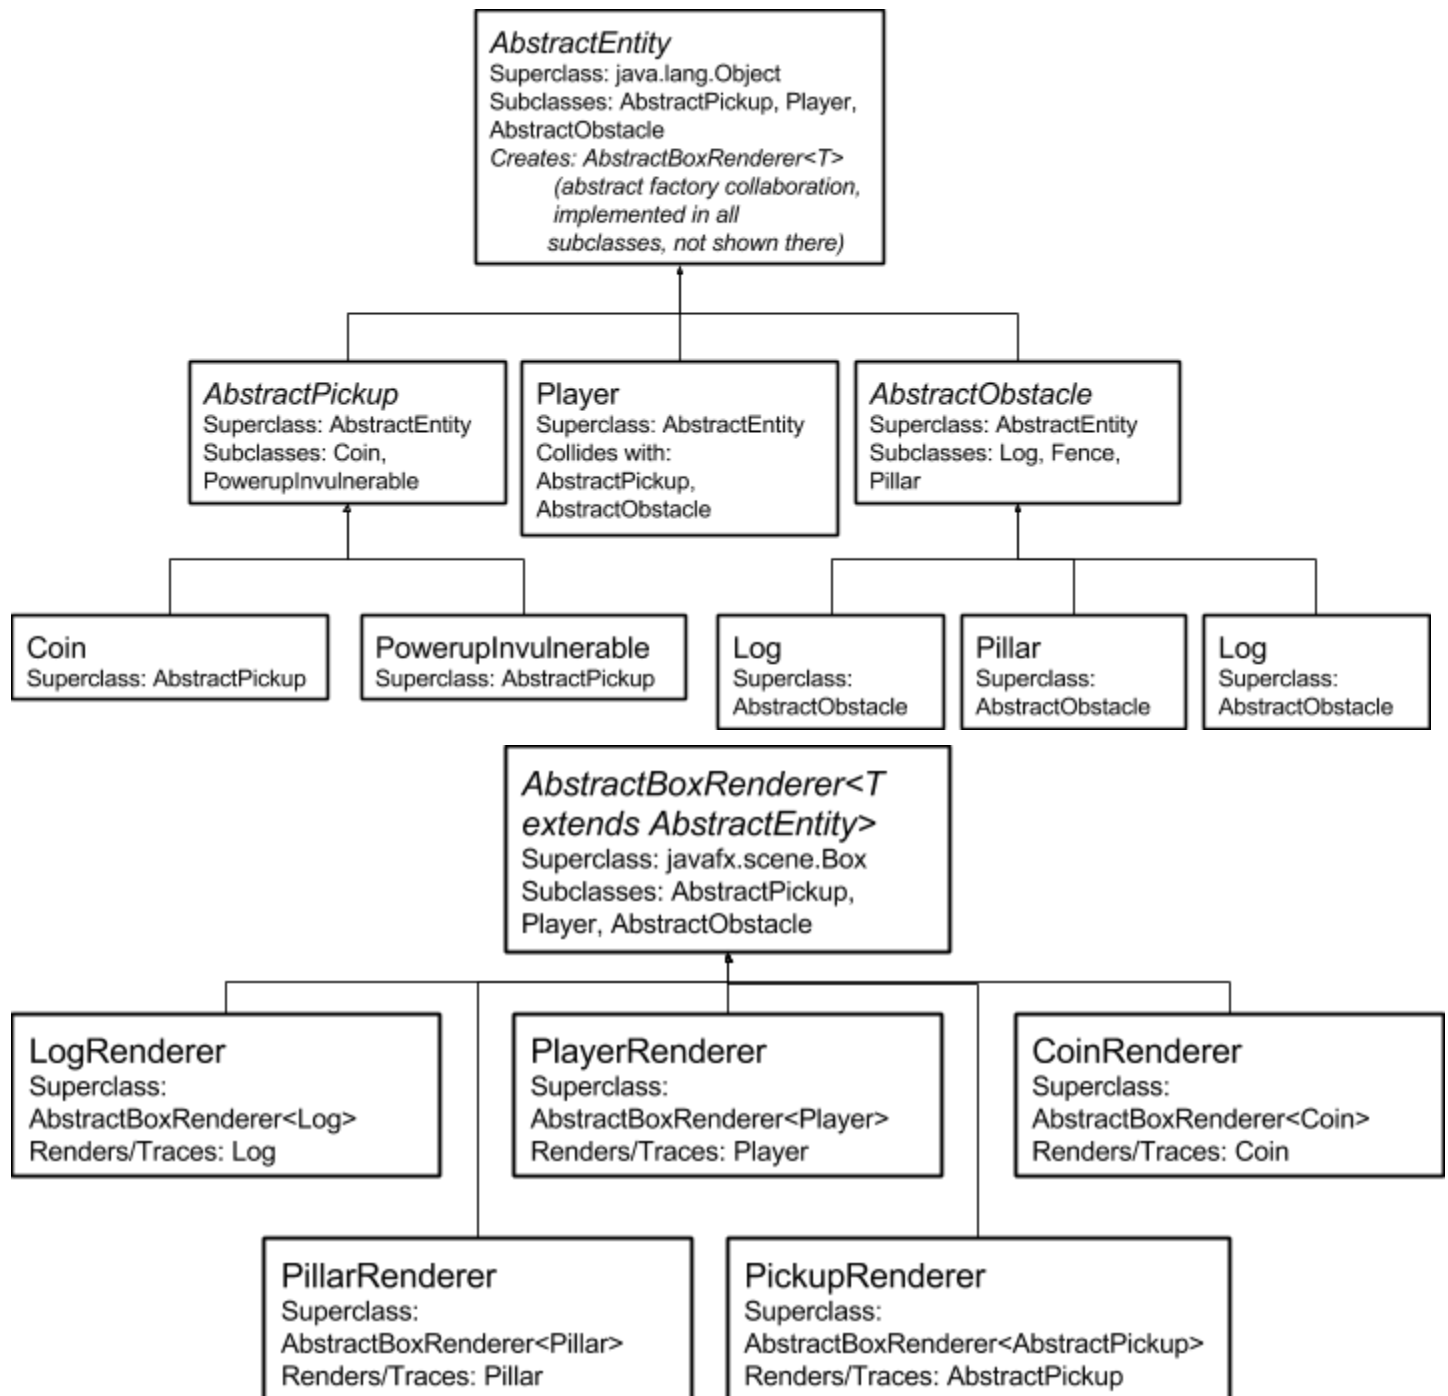 AbstractEntity
Superclass: java.lang.Object
Subclasses: AbstractPickup, Player,
AbstractObstacle
Creates: AbstractBoxRenderer<T>
(abstract factory collaboration,
implemented in all
subclasses, not shown there)
AbstractPickup
Superclass: AbstractEntity
Subclasses: Coin,
PowerupInvulnerable
Player
Superclass: AbstractEntity
Collides with:
AbstractPickup,
AbstractObstacle
AbstractObstacle
Superclass: AbstractEntity
Subclasses: Log, Fence,
Pillar
Coin
Superclass: AbstractPickup
PowerupInvulnerable
Superclass: AbstractPickup
Log
Superclass:
AbstractObstacle
Pillar
Superclass:
AbstractObstacle
Log
Superclass:
AbstractObstacle
AbstractBoxRenderer<T
extends AbstractEntity>
Superclass: javafx.scene.Box
Subclasses: AbstractPickup,
Player, AbstractObstacle
LogRenderer
Superclass:
AbstractBoxRenderer<Log>
Renders/Traces: Log
PlayerRenderer
Superclass:
AbstractBoxRenderer<Player>
Renders/Traces: Player
CoinRenderer
Superclass:
AbstractBoxRenderer<Coin>
Renders/Traces: Coin
PillarRenderer
Superclass:
AbstractBoxRenderer<Pillar>
Renders/Traces: Pillar
PickupRenderer
Superclass:
AbstractBoxRenderer<AbstractPickup>
Renders/Traces: AbstractPickup